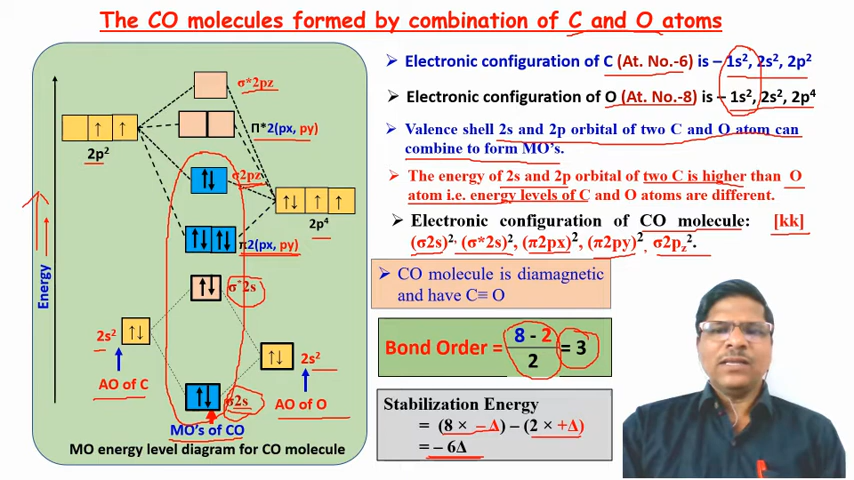 The CO molecules formed by combination of C and O atoms
σ*2pz
Π*2(px, py)
2p²
σ2pz
2p⁴
π2(px, py)
Energy
σ*2s
2s²
AO of C
2s²
AO of O
σ2s
MO's of CO
MO energy level diagram for CO molecule
➢ Electronic configuration of C (At. No.-6) is – 1s², 2s², 2p²
➢ Electronic configuration of O (At. No.-8) is – 1s², 2s², 2p⁴
➢ Valence shell 2s and 2p orbital of two C and O atom can
combine to form MO's.
➢ The energy of 2s and 2p orbital of two C is higher than O
atom i.e. energy levels of C and O atoms are different.
➢ Electronic configuration of CO molecule: [kk]
(σ2s)², (σ*2s)², (π2px)², (π2py)², σ2pz².
➢ CO molecule is diamagnetic
and have C≡ O
Bond Order = 8 - 2 / 2 = 3
Stabilization Energy
= (8 × – Δ) – (2 × +Δ)
= – 6Δ